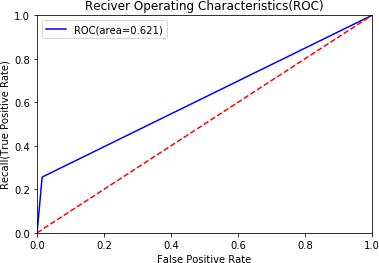 Reciver Operating Characteristics(ROC)
ROC(area=0.621)
Recall(True Positive Rate)
1.0
0.8
0.6
0.4
0.2
0.0
0.0 0.2 0.4 0.6 0.8 1.0
False Positive Rate